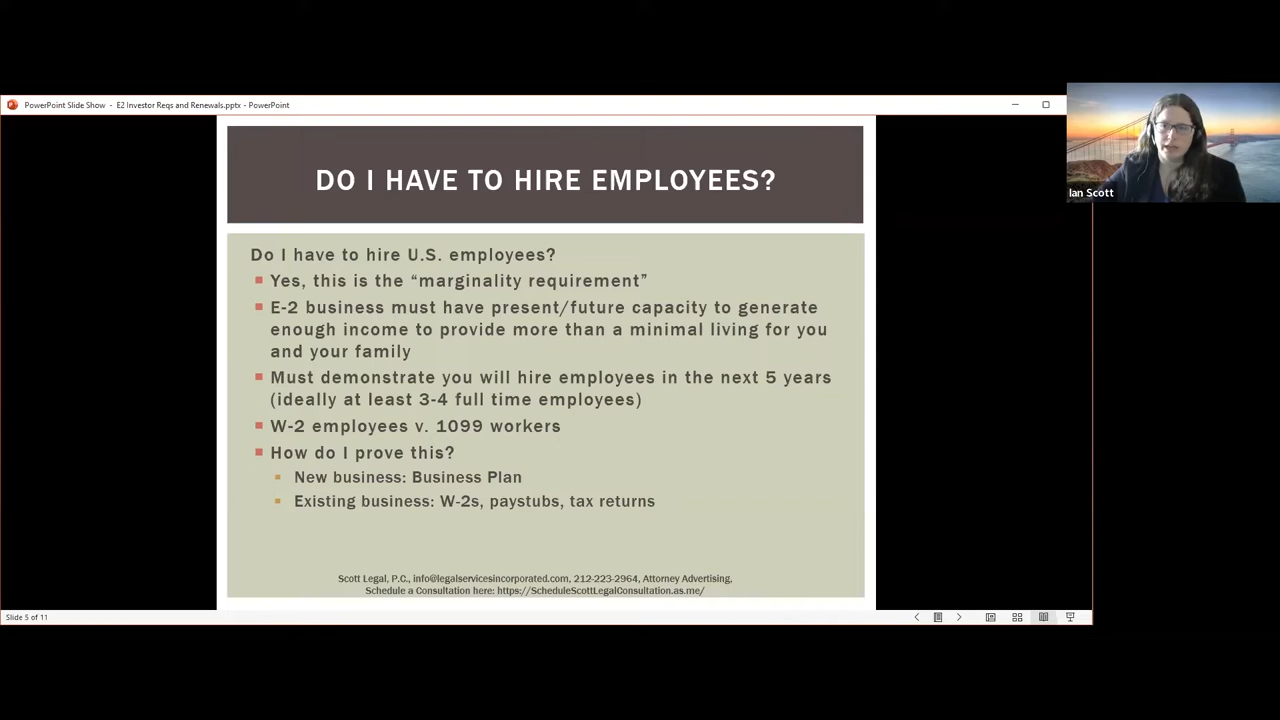 PowerPoint Slide Show - E2 Investor Reqs and Renewals.pptx - PowerPoint
Ian Scott
DO I HAVE TO HIRE EMPLOYEES?
Do I have to hire U.S. employees?
Yes, this is the “marginality requirement”
E-2 business must have present/future capacity to generate
enough income to provide more than a minimal living for you
and your family
Must demonstrate you will hire employees in the next 5 years
(ideally at least 3-4 full time employees)
W-2 employees v. 1099 workers
How do I prove this?
New business: Business Plan
Existing business: W-2s, paystubs, tax returns
Scott Legal, P.C., info@legalservicesincorporated.com, 212-223-2964, Attorney Advertising,
Schedule a Consultation here: https://ScheduleScottLegalConsultation.as.me/
Slide 5 of 11